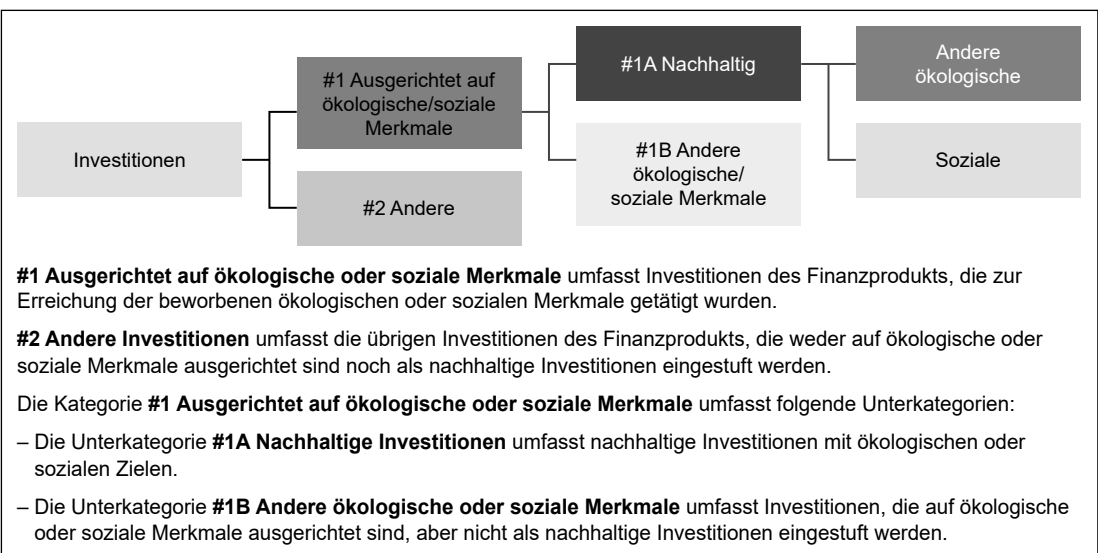 Investitionen
#1 Ausgerichtet auf
ökologische/soziale
Merkmale
#2 Andere
#1A Nachhaltig
#1B Andere
ökologische/
soziale Merkmale
Andere
ökologische
Soziale
#1 Ausgerichtet auf ökologische oder soziale Merkmale umfasst Investitionen des Finanzprodukts, die zur
Erreichung der beworbenen ökologischen oder sozialen Merkmale getätigt wurden.
#2 Andere Investitionen umfasst die übrigen Investitionen des Finanzprodukts, die weder auf ökologische oder
soziale Merkmale ausgerichtet sind noch als nachhaltige Investitionen eingestuft werden.
Die Kategorie #1 Ausgerichtet auf ökologische oder soziale Merkmale umfasst folgende Unterkategorien:
– Die Unterkategorie #1A Nachhaltige Investitionen umfasst nachhaltige Investitionen mit ökologischen oder
sozialen Zielen.
– Die Unterkategorie #1B Andere ökologische oder soziale Merkmale umfasst Investitionen, die auf ökologische
oder soziale Merkmale ausgerichtet sind, aber nicht als nachhaltige Investitionen eingestuft werden.